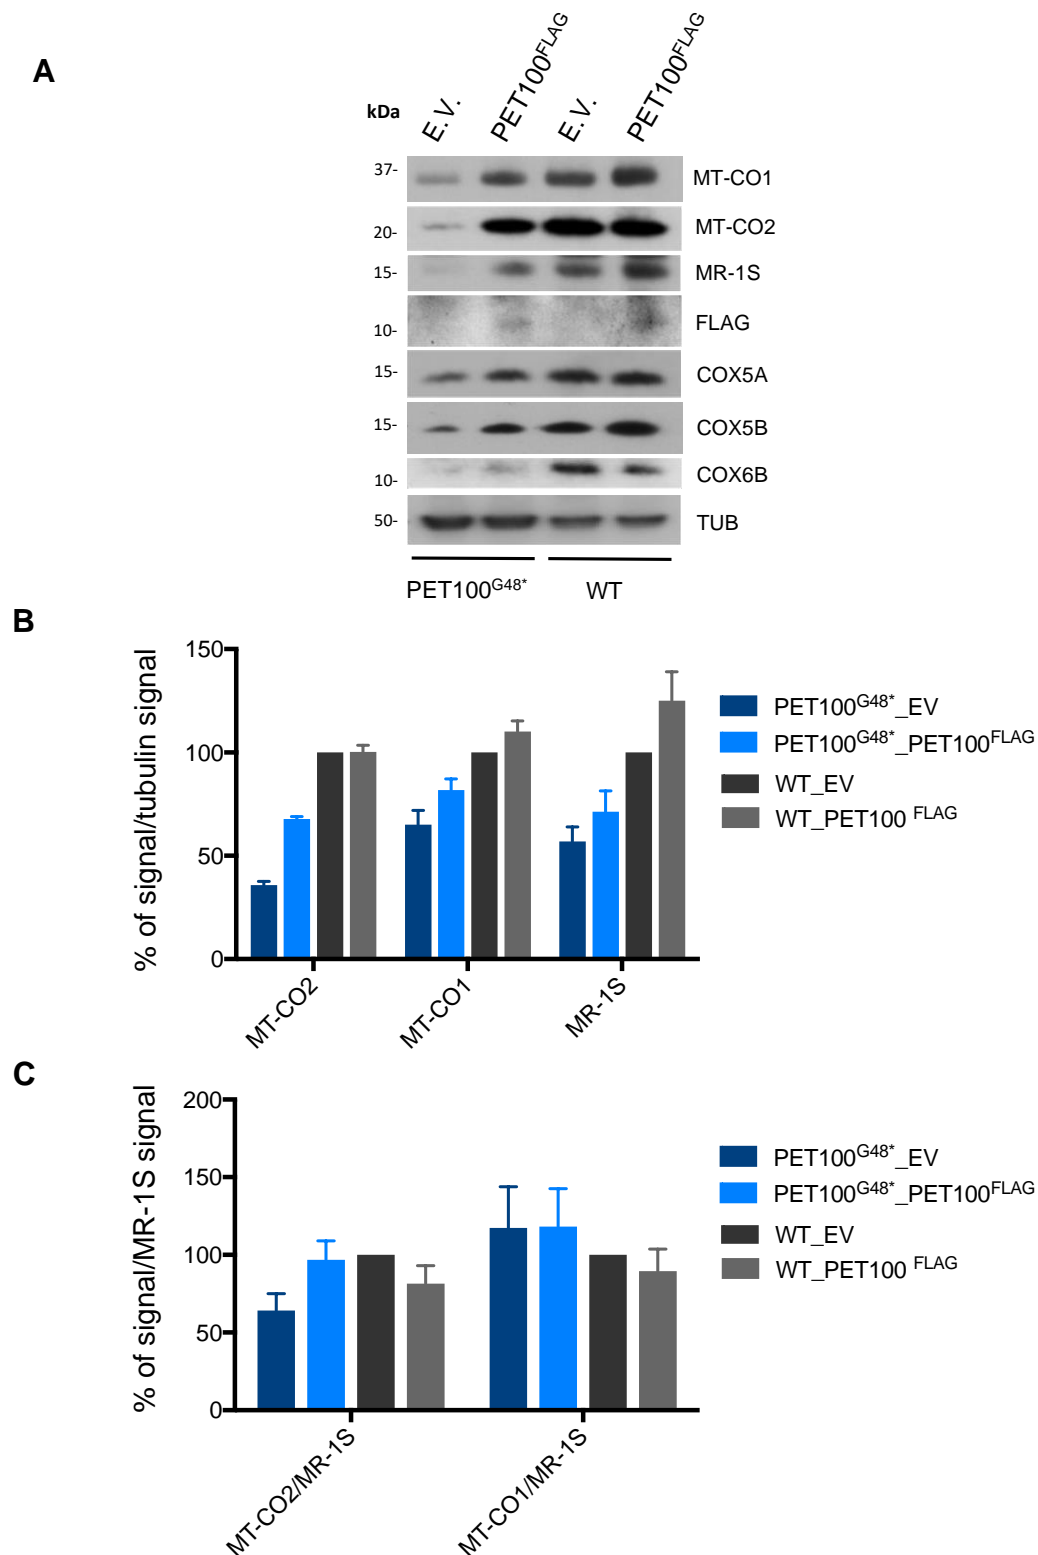 A
kDa
E.V.
PET100FLAG
E.V.
PET100FLAG
37-
MT-CO1
20-
MT-CO2
15-
MR-1S
10-
FLAG
15-
COX5A
15-
COX5B
10-
COX6B
50-
TUB
PET100G48*
WT
B
% of signal/tubulin signal
150
100
50
0
MT-CO2
MT-CO1
MR-1S
PET100G48*_EV
PET100G48*_PET100FLAG
WT_EV
WT_PET100 FLAG
C
% of signal/MR-1S signal
200
150
100
50
0
MT-CO2/MR-1S
MT-CO1/MR-1S
PET100G48*_EV
PET100G48*_PET100FLAG
WT_EV
WT_PET100 FLAG